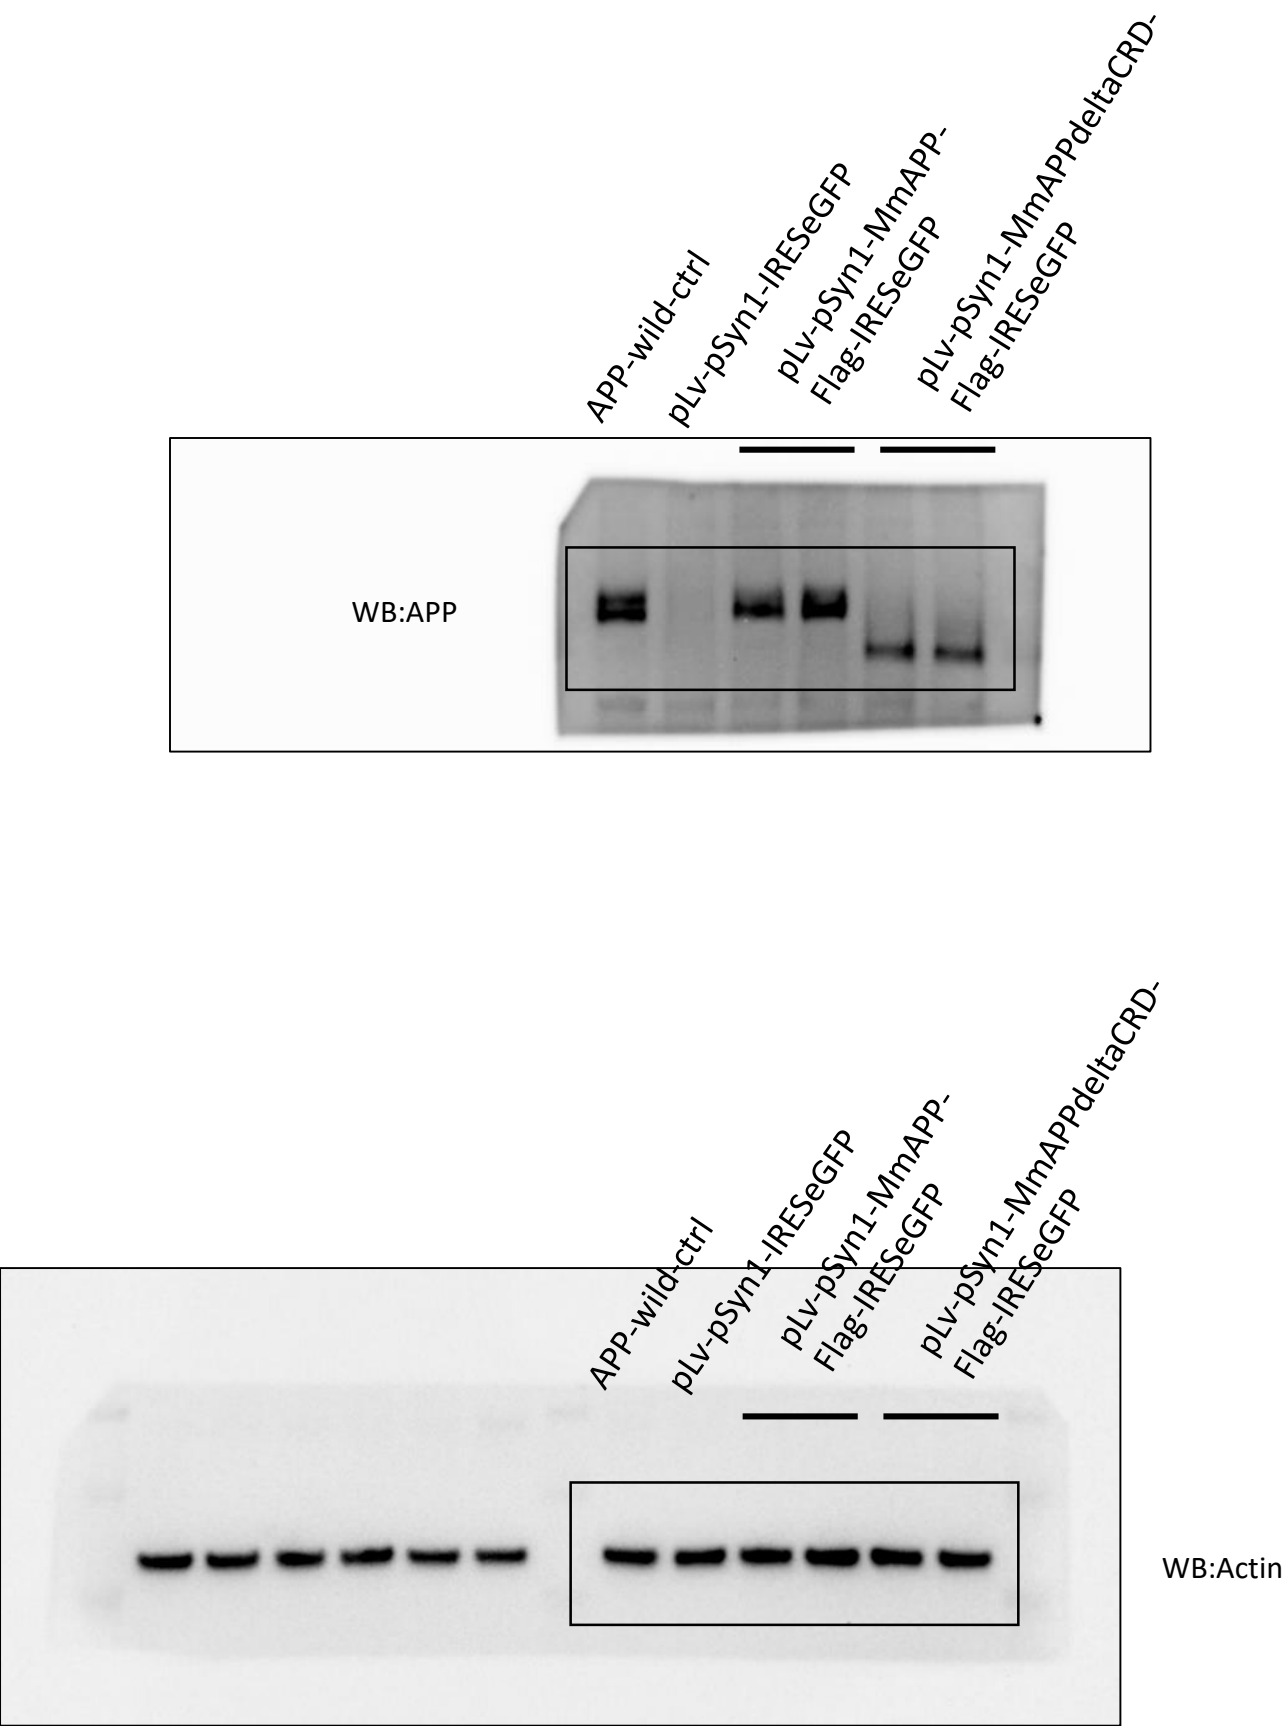 APP-wild-ctrl
pLv-pSyn1-IRESeGFP
pLv-pSyn1-MmAPP-
Flag-IRESeGFP
pLv-pSyn1-MmAPPdeltaCRD-
Flag-IRESeGFP
WB:APP
APP-wild-ctrl
pLv-pSyn1-IRESeGFP
pLv-pSyn1-MmAPP-
Flag-IRESeGFP
pLv-pSyn1-MmAPPdeltaCRD-
Flag-IRESeGFP
WB:Actin